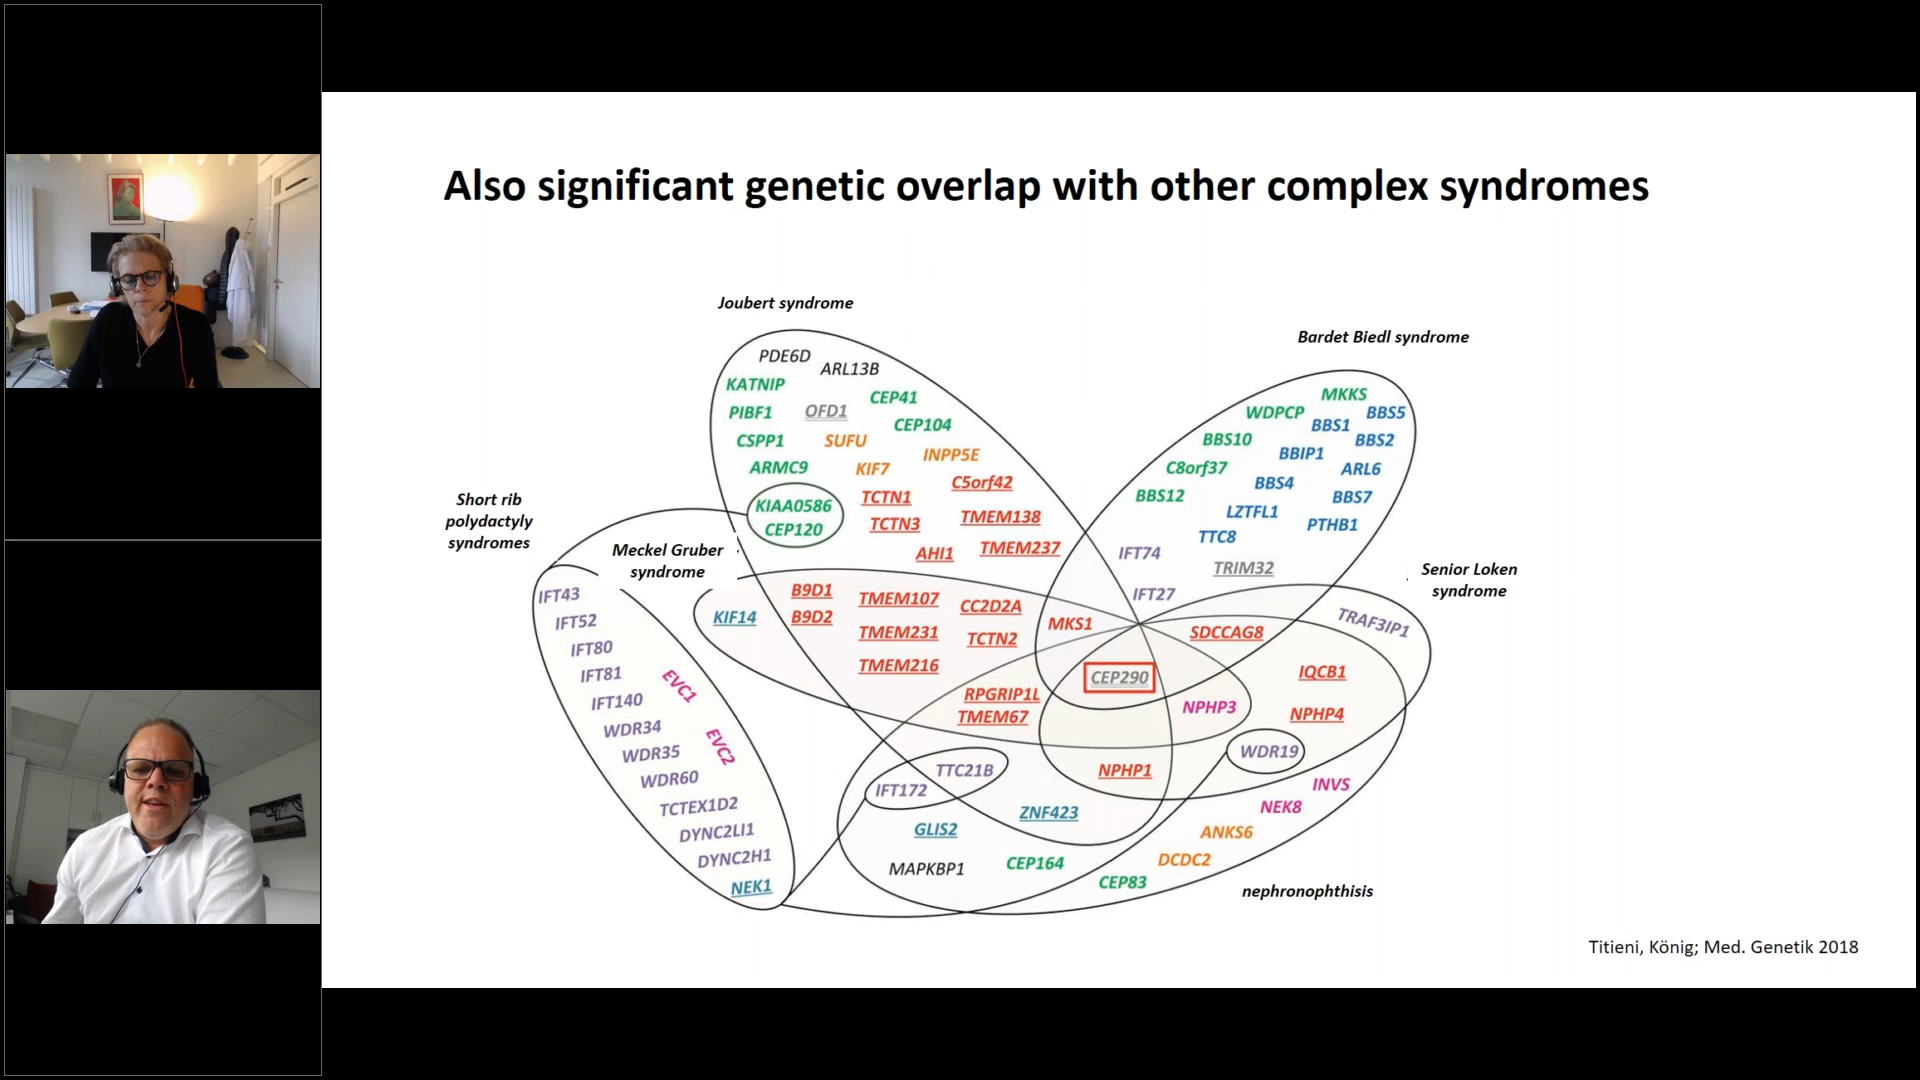 Also significant genetic overlap with other complex syndromes
Joubert syndrome
Bardet Biedl syndrome
Short rib
polydactyly
syndromes
Meckel Gruber
syndrome
Senior Loken
syndrome
nephronophthisis
PDE6D
ARL13B
KATNIP
CEP41
PIBF1
OFD1
CEP104
CSPP1
SUFU
INPP5E
ARMC9
KIF7
C5orf42
TCTN1
KIAA0586
CEP120
TCTN3
TMEM138
AHI1
TMEM237
MKKS
WDPCP
BBS5
BBS1
BBS10
BBS2
BBIP1
C8orf37
ARL6
BBS4
BBS12
BBS7
LZTFL1
PTHB1
TTC8
IFT74
TRIM32
IFT27
KIF14
B9D1
B9D2
TMEM107
CC2D2A
TMEM231
TCTN2
TMEM216
MKS1
SDCCAG8
TRAF3IP1
CEP290
IQCB1
RPGRIP1L
TMEM67
NPHP3
NPHP4
WDR19
NPHP1
TTC21B
IFT172
INVS
NEK8
ZNF423
GLIS2
ANKS6
DCDC2
MAPKBP1
CEP164
CEP83
IFT43
IFT52
IFT80
IFT81
EVC1
IFT140
WDR34
EVC2
WDR35
WDR60
TCTEX1D2
DYNC2LI1
DYNC2H1
NEK1
Titieni, König; Med. Genetik 2018